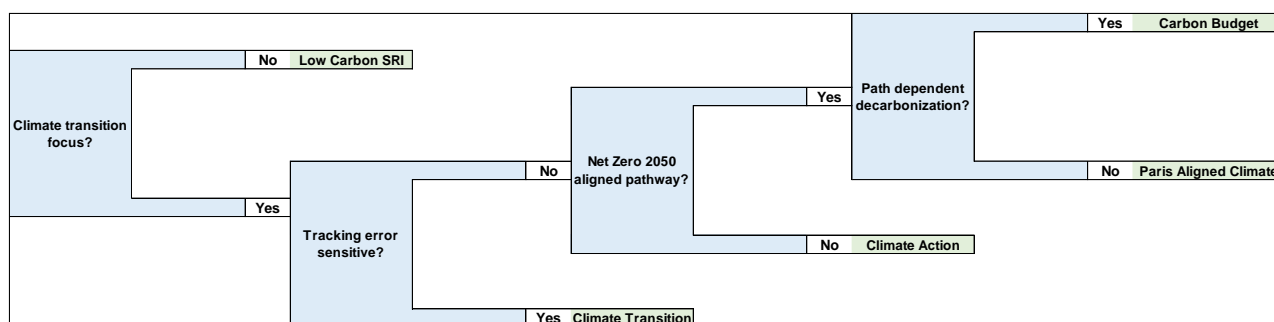 Yes Carbon Budget
No Low Carbon SRI
Path dependent
decarbonization?
Yes
Climate transition
focus?
Net Zero 2050
aligned pathway?
No
No Paris Aligned Climate
Yes
Tracking error
sensitive?
No Climate Action
Yes Climate Transition